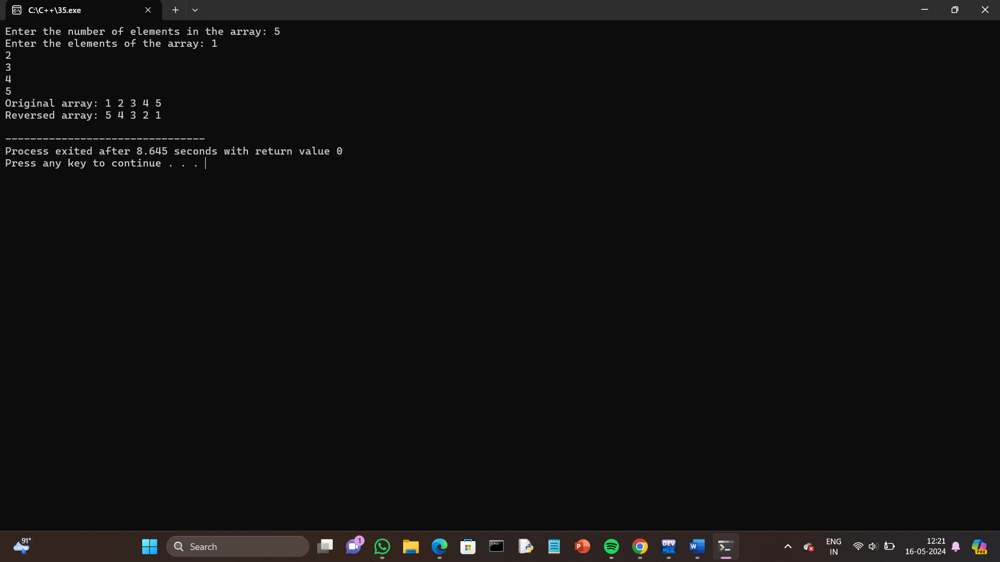 C:\C++\35.exe
Enter the number of elements in the array: 5
Enter the elements of the array: 1
2
3
4
5
Original array: 1 2 3 4 5
Reversed array: 5 4 3 2 1
--------------------------------
Process exited after 8.645 seconds with return value 0
Press any key to continue . . .
91°
Search
1
DEV
W
P
ENG
IN
12:21
16-05-2024
PRE